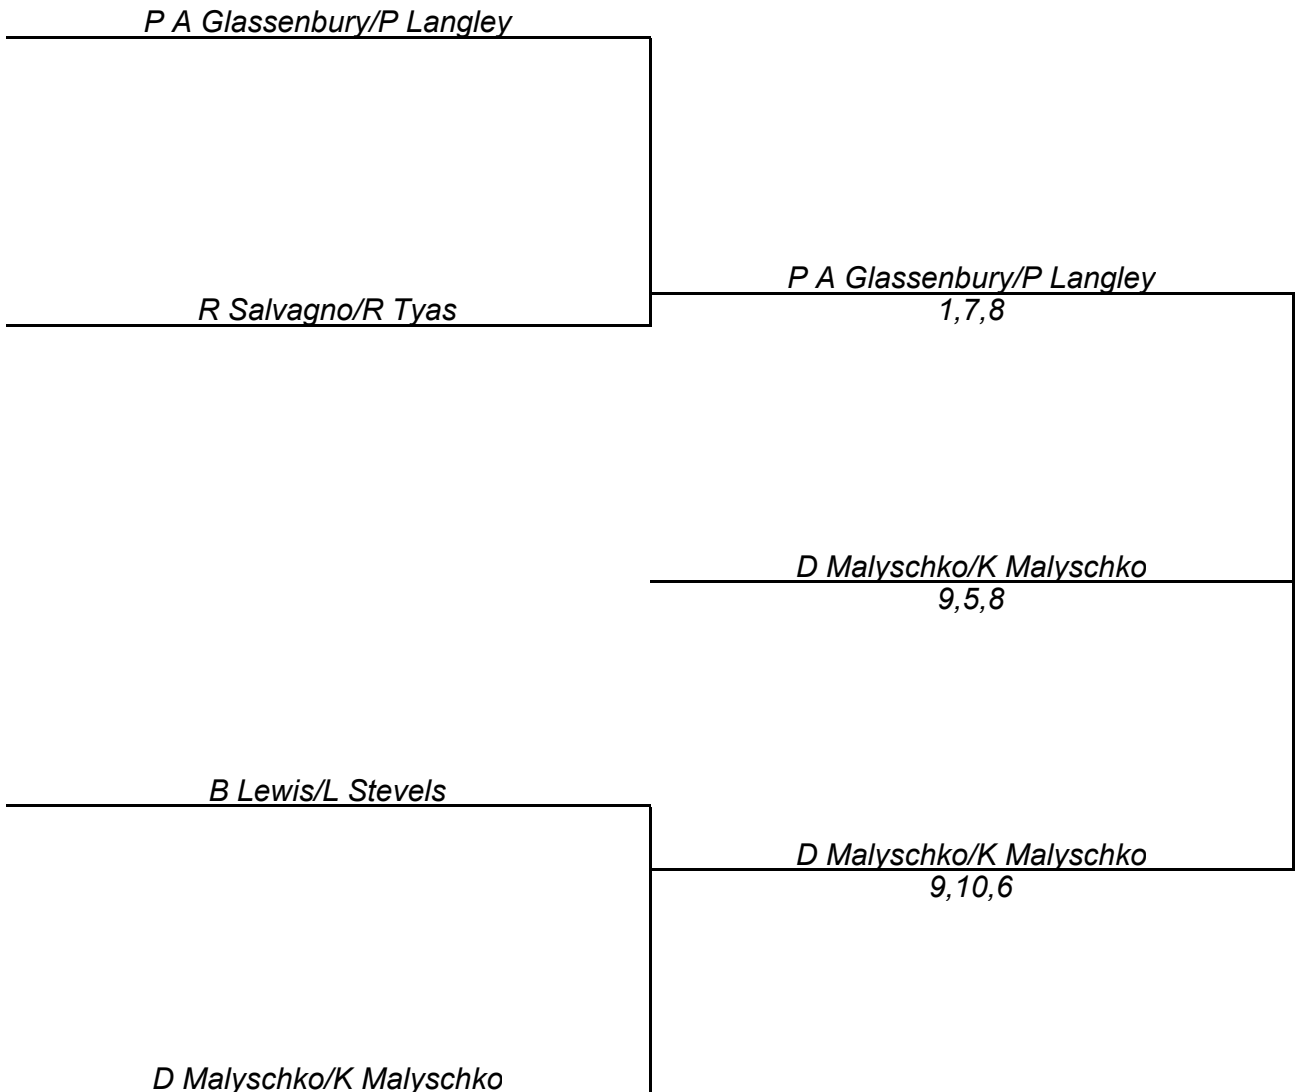 P A Glassenbury/P Langley
P A Glassenbury/P Langley
R Salvagno/R Tyas
1,7,8
D Malyschko/K Malyschko
9,5,8
B Lewis/L Stevels
D Malyschko/K Malyschko
9,10,6
D Malyschko/K Malyschko